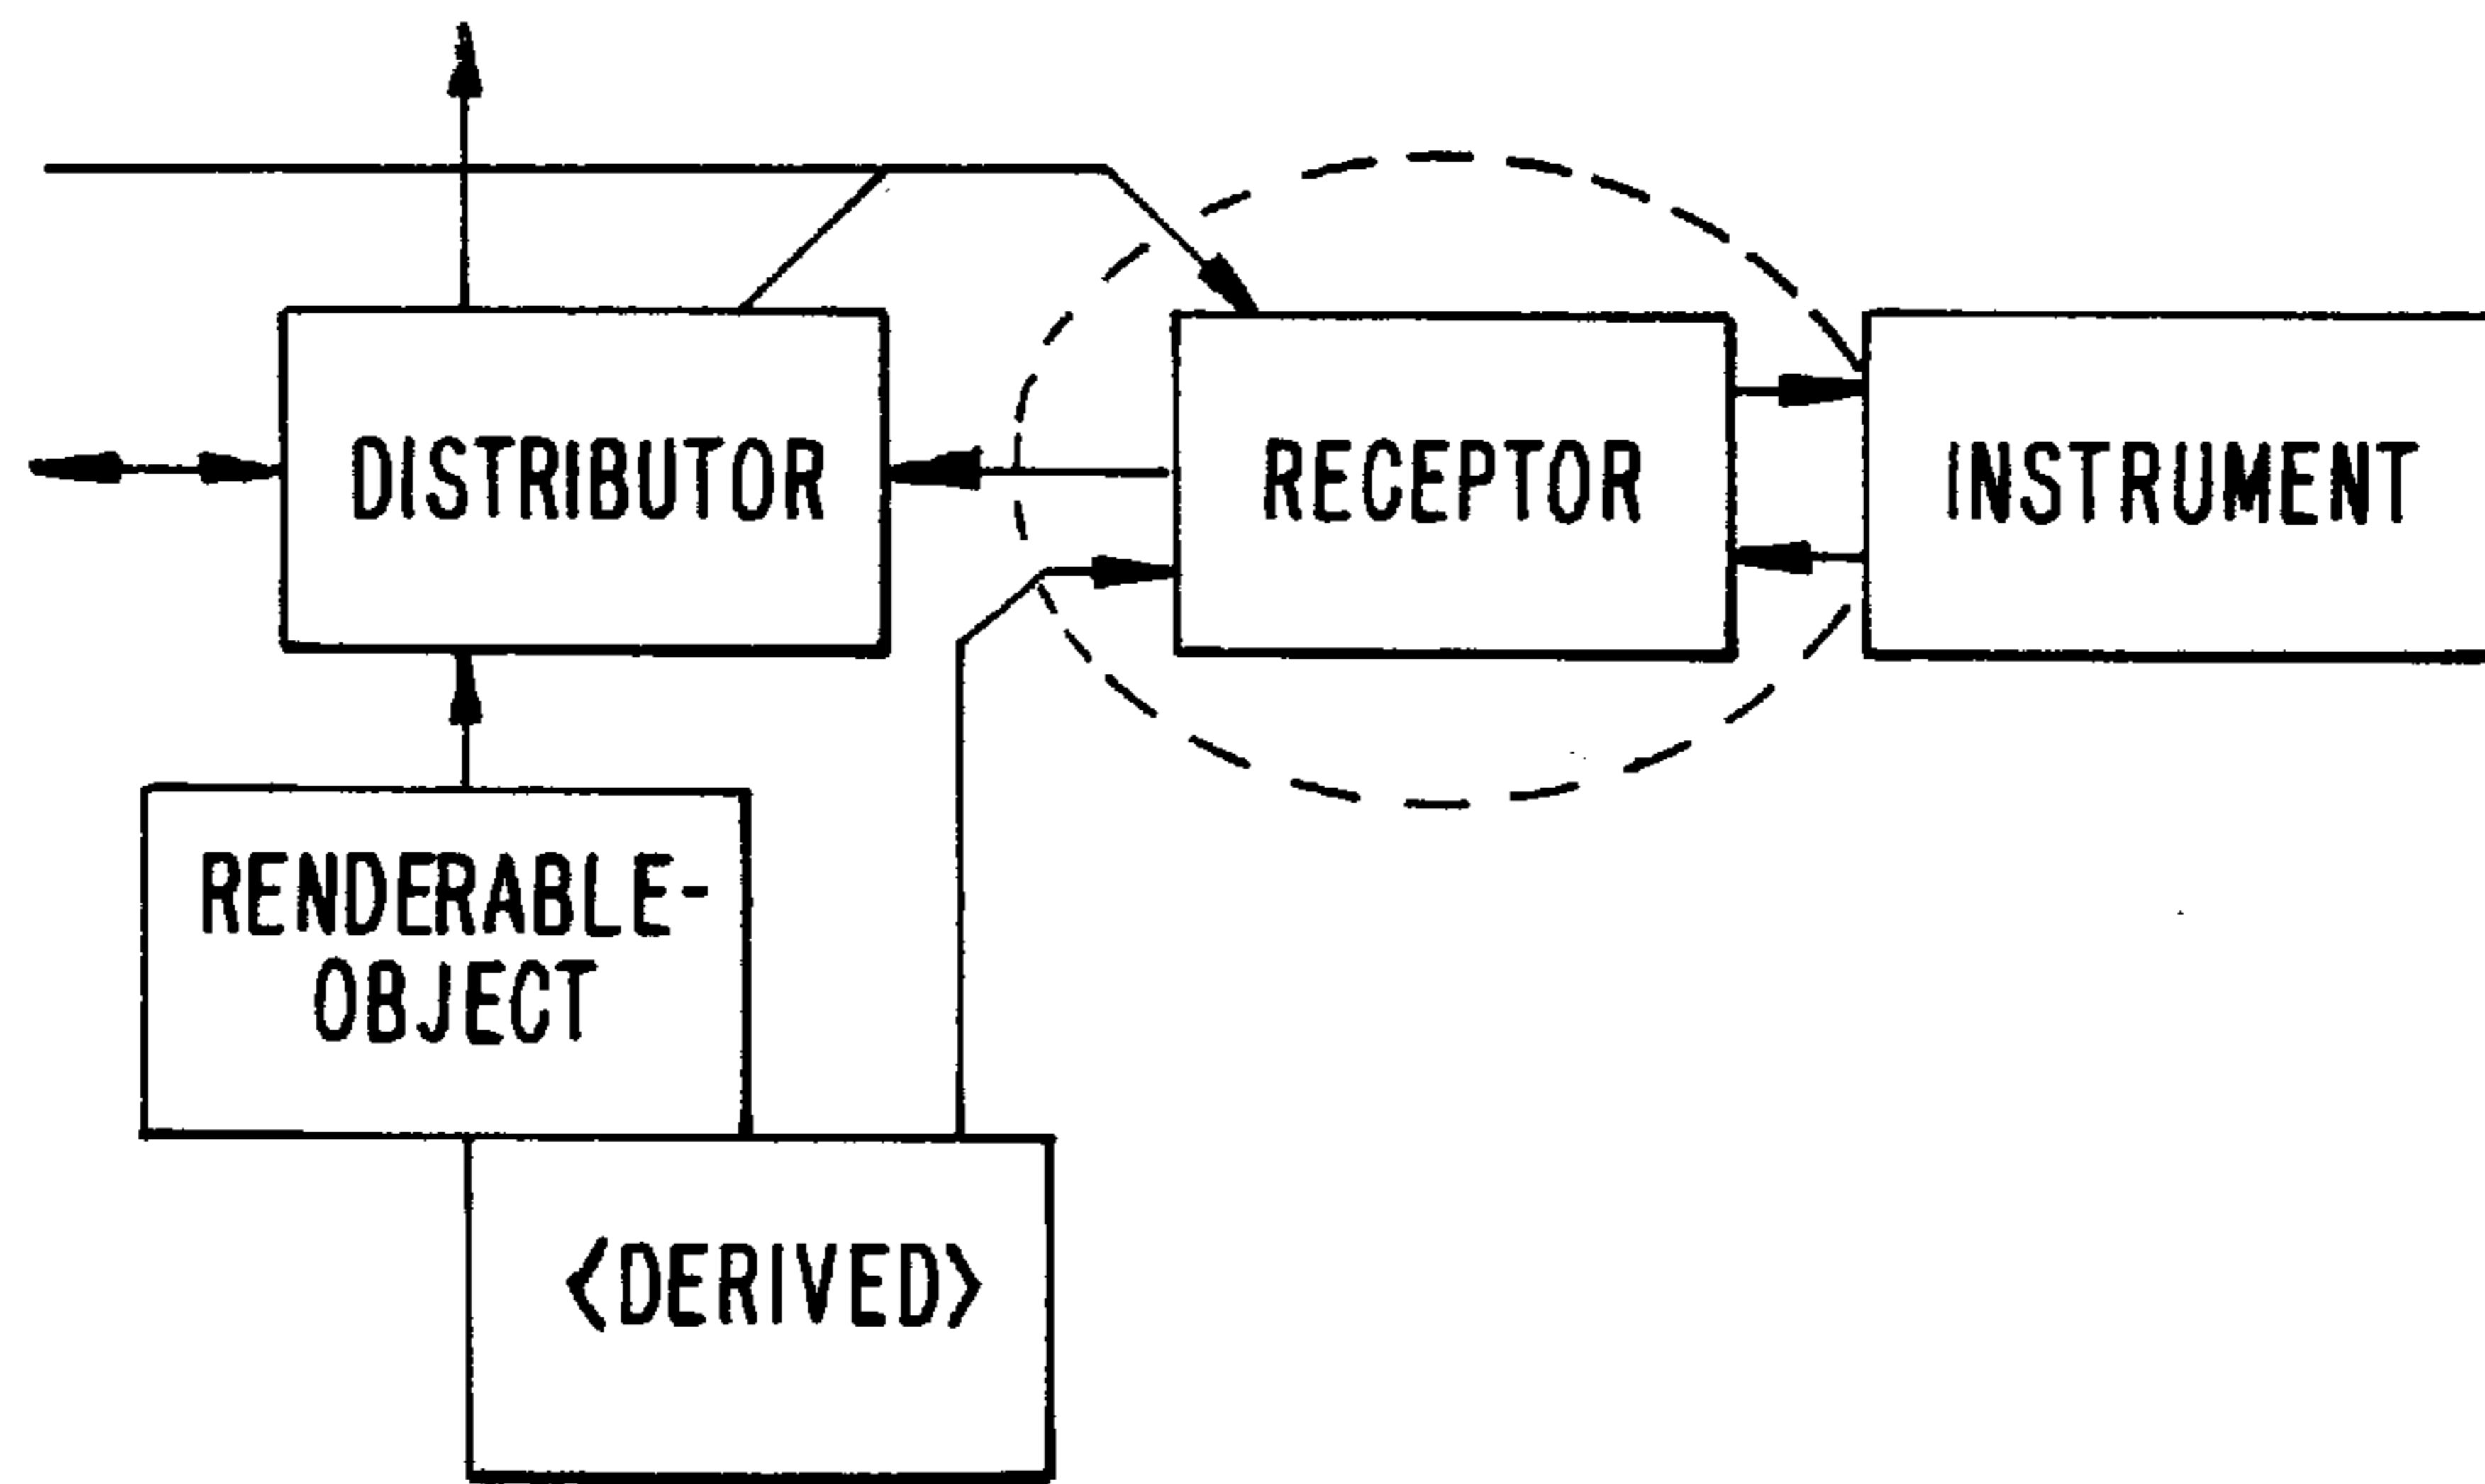 DISTRIBUTOR
RECEPTOR
INSTRUMENT
RENDERABLE-
OBJECT
<DERIVED>